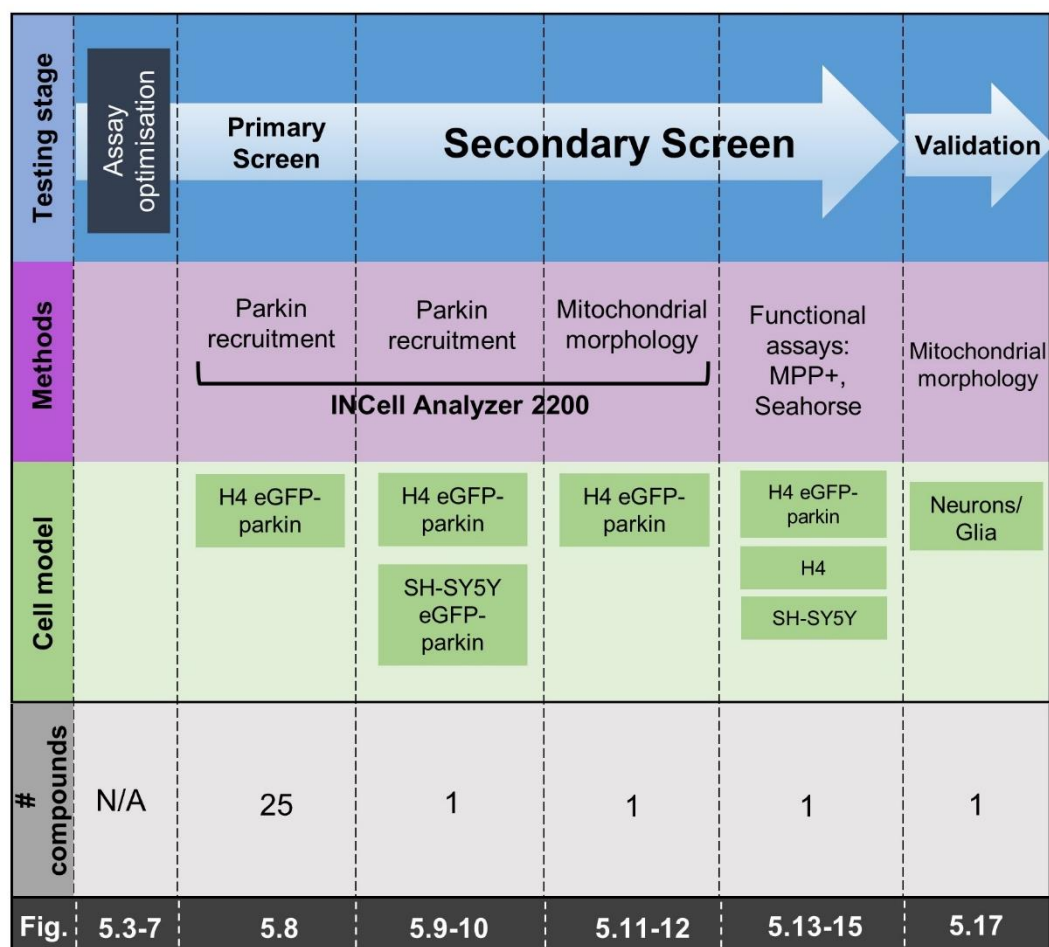 Testing stage
Assay
optimisation
Primary
Screen
Secondary Screen
Validation
Methods
Parkin
recruitment
Parkin
recruitment
Mitochondrial
morphology
INCell Analyzer 2200
Functional
assays:
MPP+,
Seahorse
Mitochondrial
morphology
Cell model
H4 eGFP-
parkin
H4 eGFP-
parkin
SH-SY5Y
eGFP-
parkin
H4 eGFP-
parkin
H4 eGFP-
parkin
H4
SH-SY5Y
Neurons/
Glia
#
compounds
N/A
25
1
1
1
1
Fig.
5.3-7
5.8
5.9-10
5.11-12
5.13-15
5.17